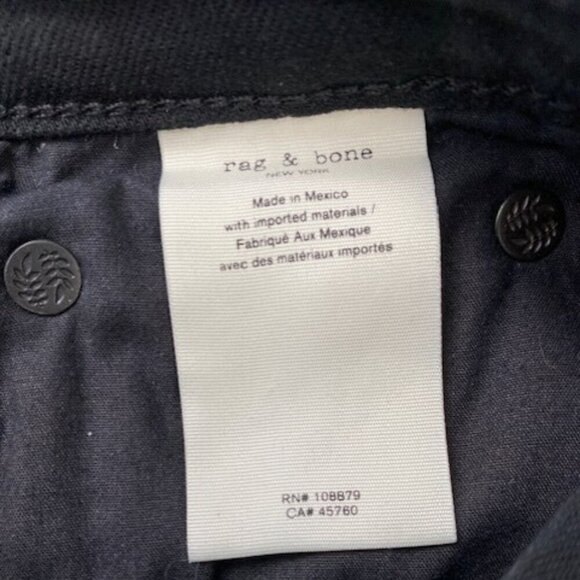 rag & bone
NEW YORK
Made in Mexico
with imported materials /
Fabriqué Aux Mexique
avec des matériaux importés
RN# 108879
CA# 45760